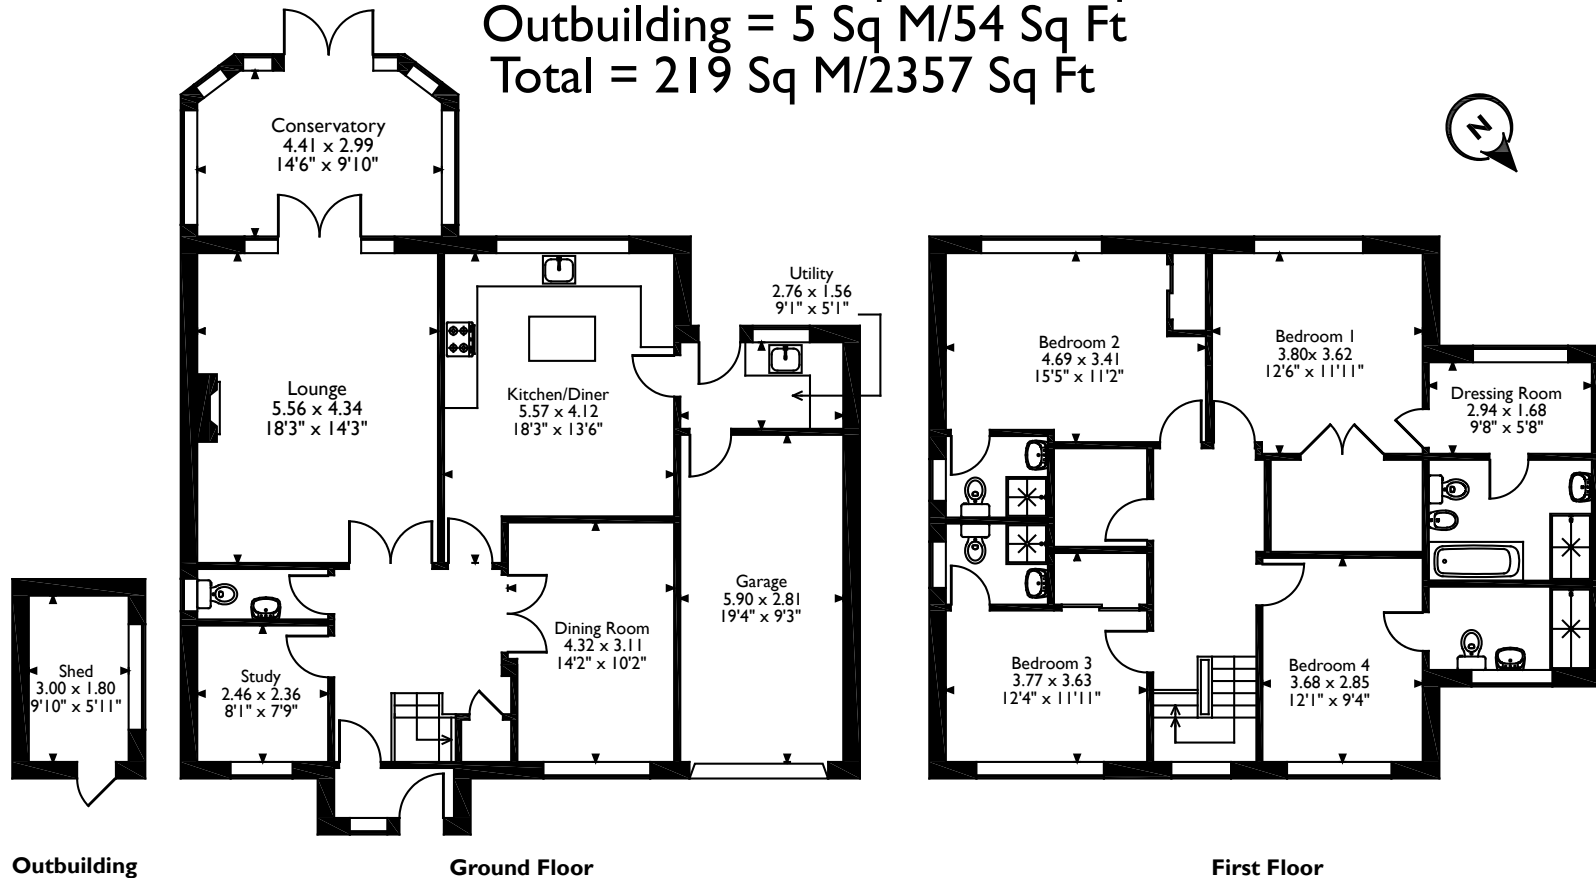 Outbuilding = 5 Sq M/54 Sq Ft
Total = 219 Sq M/2357 Sq Ft
N
Conservatory
4.41 x 2.99
14'6" x 9'10"
Utility
2.76 x 1.56
9'1" x 5'1"
Lounge
5.56 x 4.34
18'3" x 14'3"
Kitchen/Diner
5.57 x 4.12
18'3" x 13'6"
Garage
5.90 x 2.81
19'4" x 9'3"
Dining Room
4.32 x 3.11
14'2" x 10'2"
Study
2.46 x 2.36
8'1" x 7'9"
Shed
3.00 x 1.80
9'10" x 5'11"
Bedroom 2
4.69 x 3.41
15'5" x 11'2"
Bedroom 1
3.80x 3.62
12'6" x 11'11"
Dressing Room
2.94 x 1.68
9'8" x 5'8"
Bedroom 3
3.77 x 3.63
12'4" x 11'11"
Bedroom 4
3.68 x 2.85
12'1" x 9'4"
Outbuilding
Ground Floor
First Floor